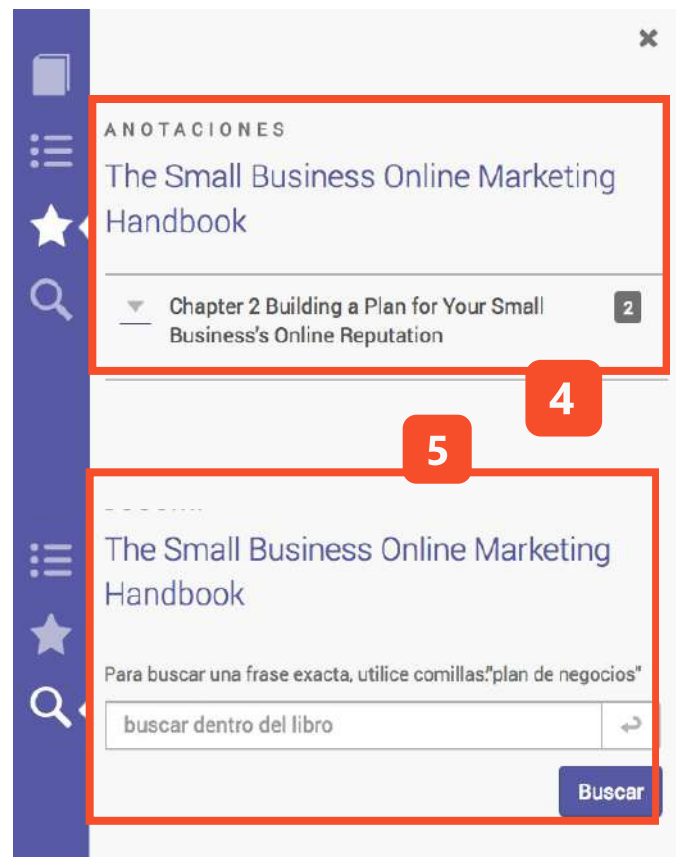 ANOTACIONES
The Small Business Online Marketing
Handbook
Chapter 2 Building a Plan for Your Small
2
Business's Online Reputation
4
5
The Small Business Online Marketing
Handbook
Para buscar una frase exacta, utilice comillas:"plan de negocios"
buscar dentro del libro
Buscar